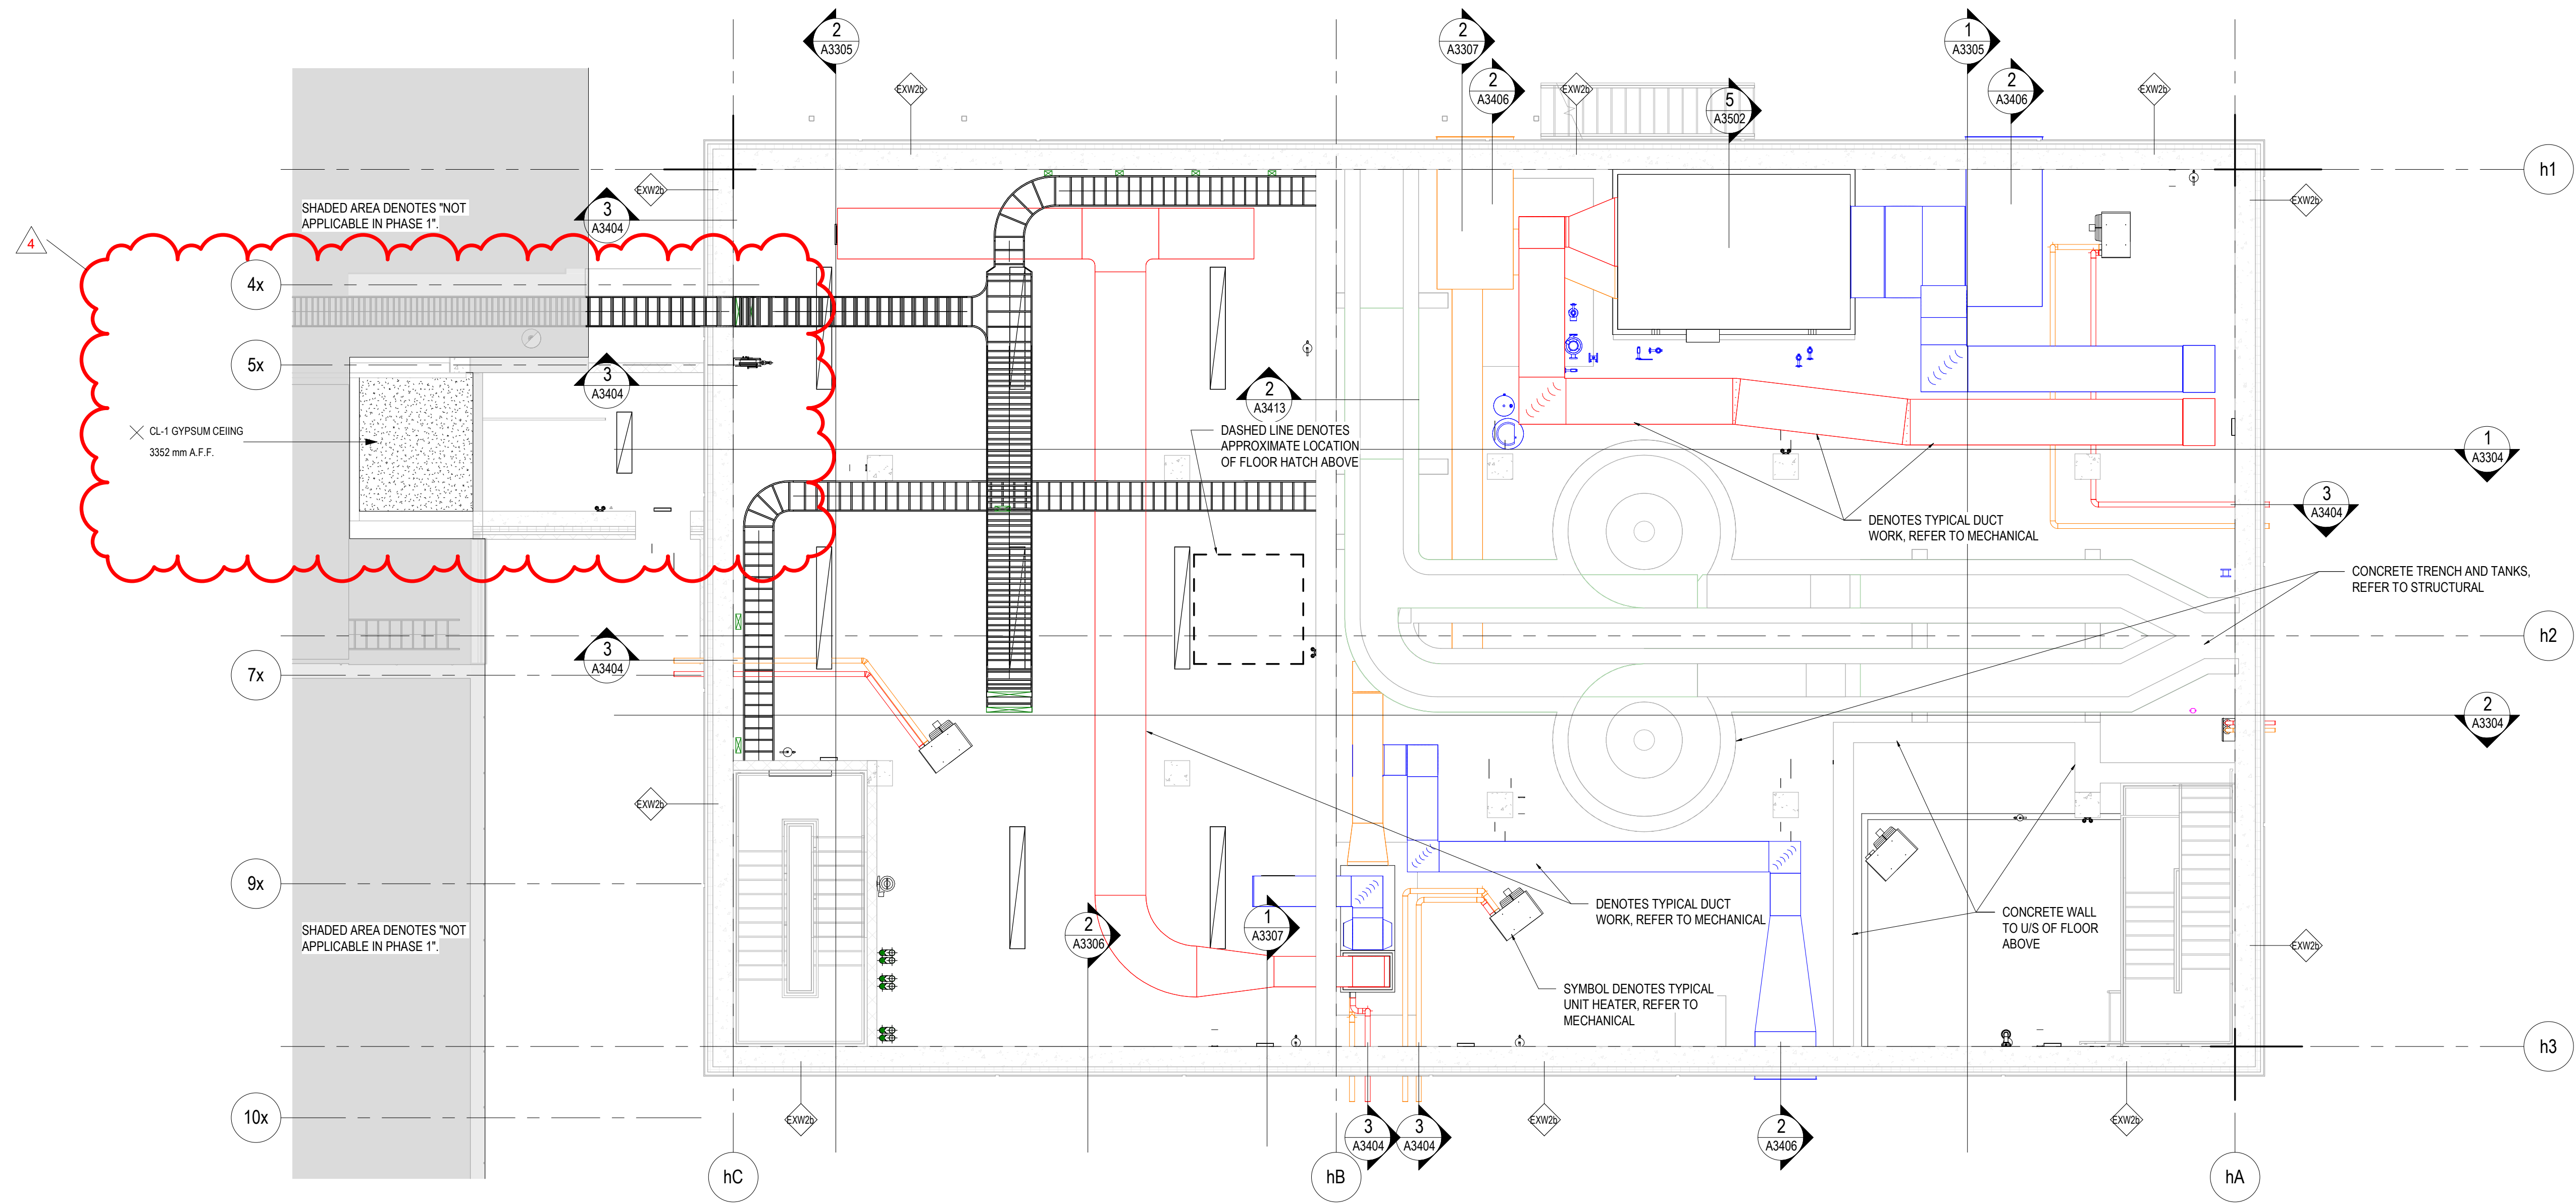 2
A3305
2
A3307
1
A3305
2
A3406
2
A3406
5
A3502
EXW2b
EXW2b
EXW2b
h1
EXW2b
EXW2b
SHADED AREA DENOTES "NOT
APPLICABLE IN PHASE 1".
3
A3404
4
4x
5x
3
A3404
2
A3413
CL-1 GYPSUM CEIING
3352 mm A.F.F.
DASHED LINE DENOTES
APPROXIMATE LOCATION
OF FLOOR HATCH ABOVE
1
A3304
3
A3404
DENOTES TYPICAL DUCT
WORK, REFER TO MECHANICAL
CONCRETE TRENCH AND TANKS,
REFER TO STRUCTURAL
h2
3
A3404
7x
2
A3304
EXW2b
9x
SHADED AREA DENOTES "NOT
APPLICABLE IN PHASE 1".
2
A3306
1
A3307
DENOTES TYPICAL DUCT
WORK, REFER TO MECHANICAL
CONCRETE WALL
TO U/S OF FLOOR
ABOVE
EXW2b
SYMBOL DENOTES TYPICAL
UNIT HEATER, REFER TO
MECHANICAL
h3
10x
EXW2b
3
A3404
3
A3404
EXW2b
2
A3406
EXW2b
hC
hB
hA